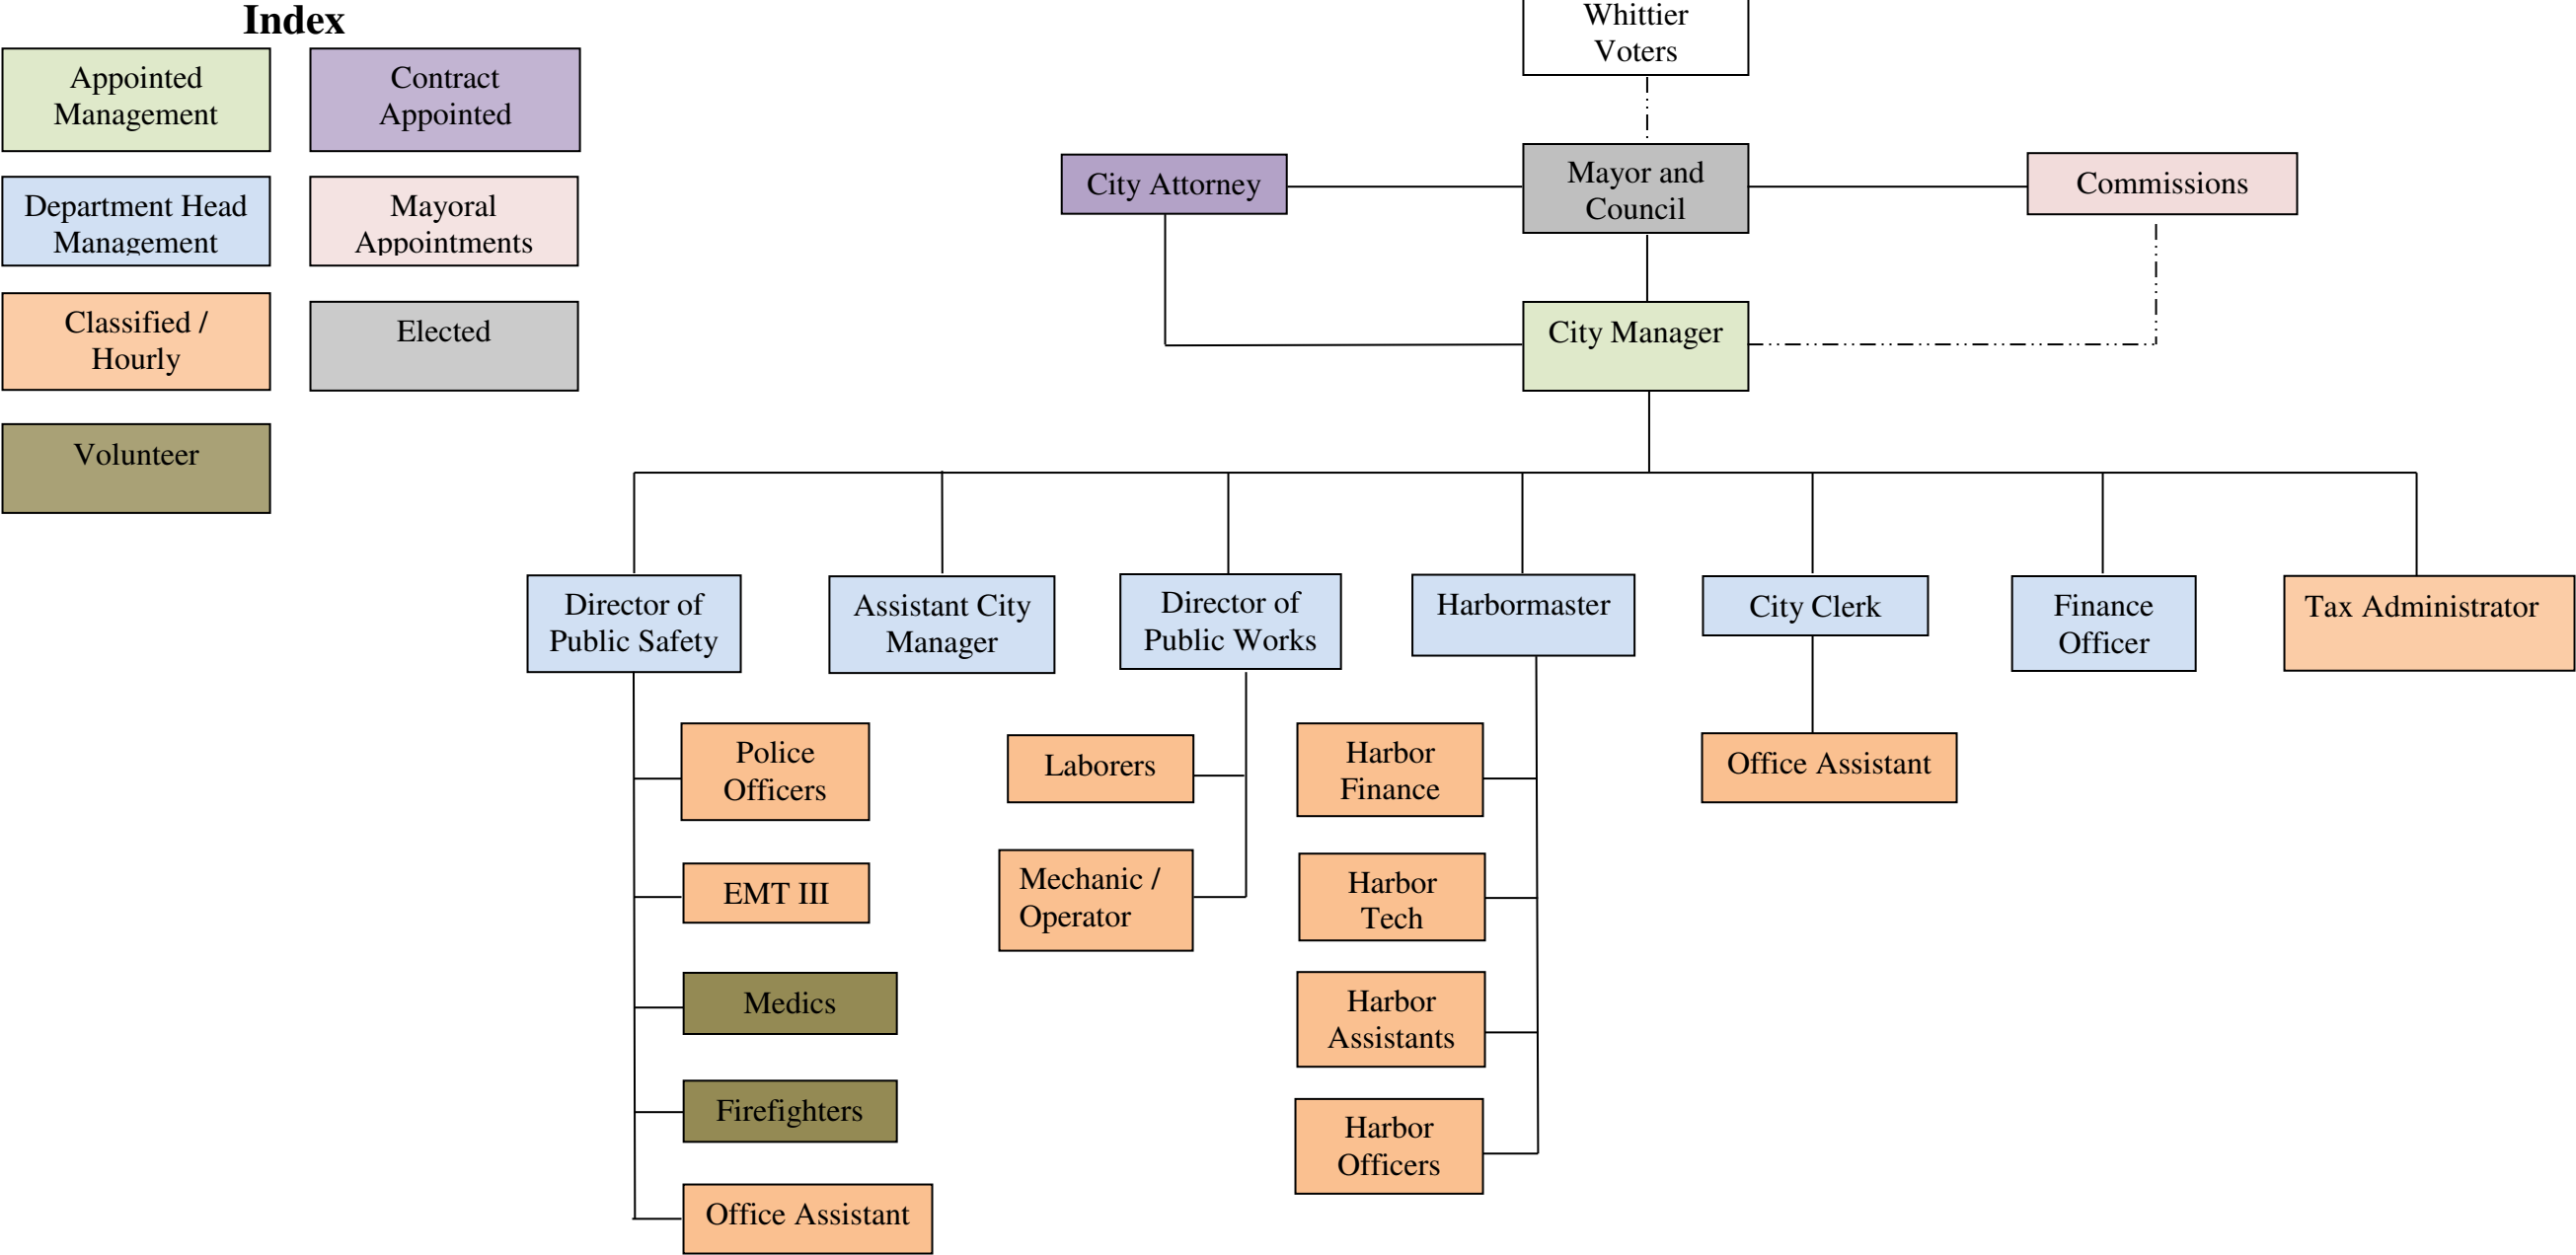 Index
Appointed
Management
Contract
Appointed
Department Head
Management
Mayoral
Appointments
Classified /
Hourly
Elected
Volunteer
Whittier
Voters
City Attorney
Mayor and
Council
Commissions
City Manager
Director of
Public Safety
Assistant City
Manager
Director of
Public Works
Harbormaster
City Clerk
Finance
Officer
Tax Administrator
Police
Officers
EMT III
Medics
Firefighters
Office Assistant
Laborers
Mechanic /
Operator
Harbor
Finance
Harbor
Tech
Harbor
Assistants
Harbor
Officers
Office Assistant